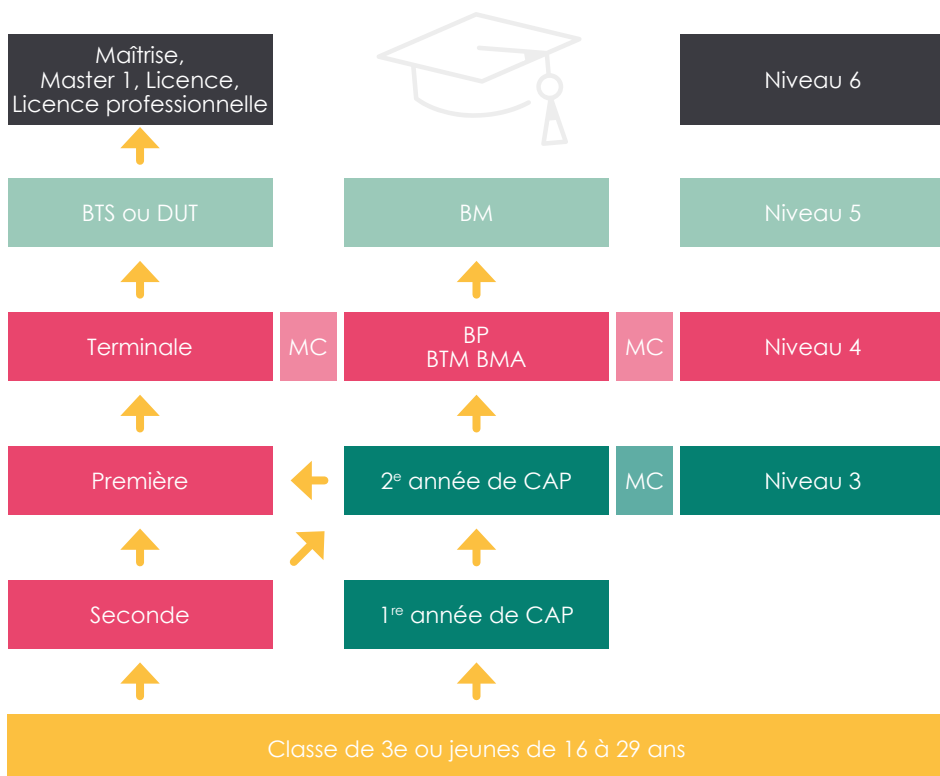 Maîtrise,
Master 1, Licence,
Licence professionnelle
Niveau 6
BTS ou DUT
BM
Niveau 5
Terminale
MC
BP
BTM BMA
MC
Niveau 4
Première
2e année de CAP
MC
Niveau 3
Seconde
1re année de CAP
Classe de 3e ou jeunes de 16 à 29 ans